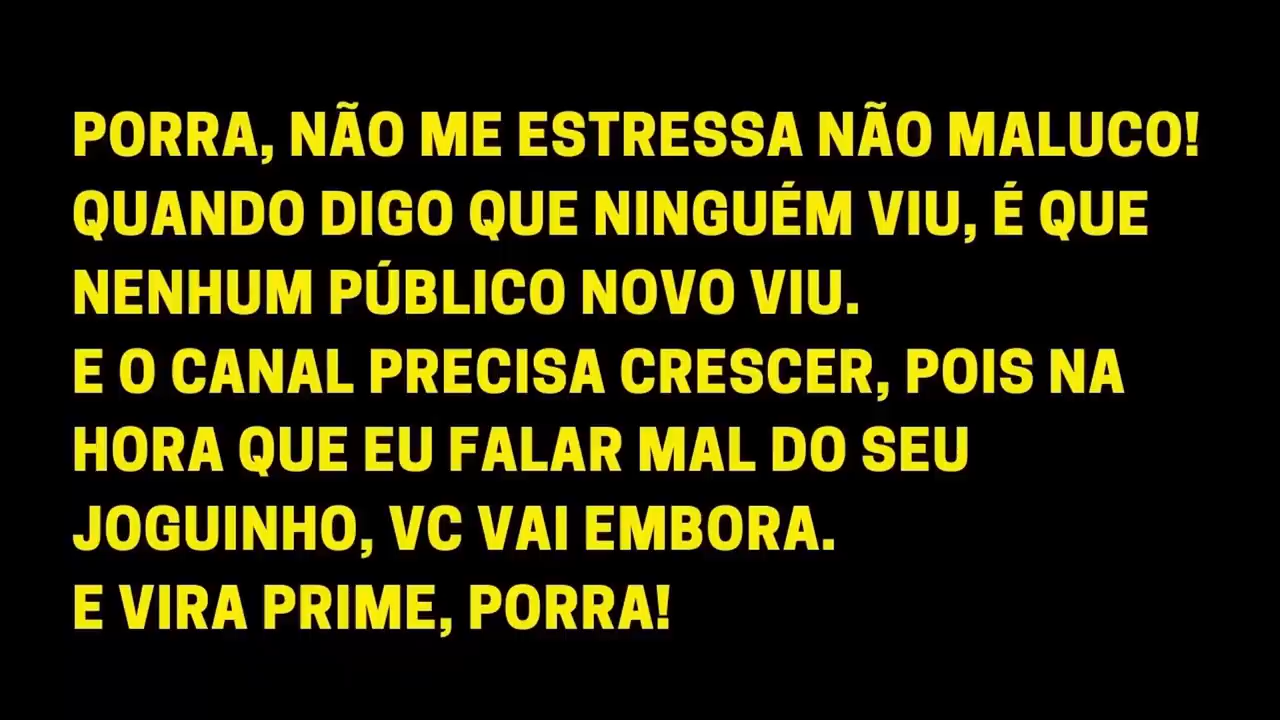 PORRA, NÃO ME ESTRESSA NÃO MALUCO!
QUANDO DIGO QUE NINGUÉM VIU, É QUE
NENHUM PÚBLICO NOVO VIU.
E O CANAL PRECISA CRESCER, POIS NA
HORA QUE EU FALAR MAL DO SEU
JOGUINHO, VC VAI EMBORA.
E VIRA PRIME, PORRA!